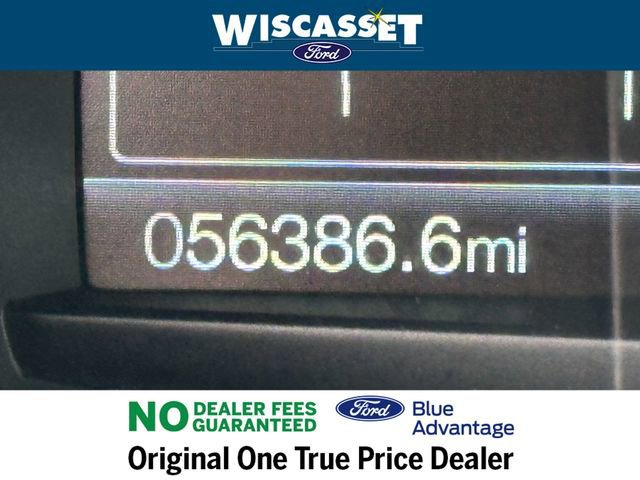 WISCASSET
Ford
056386.6mi
NO DEALER FEES
GUARANTEED
Ford Blue
Advantage
Original One True Price Dealer